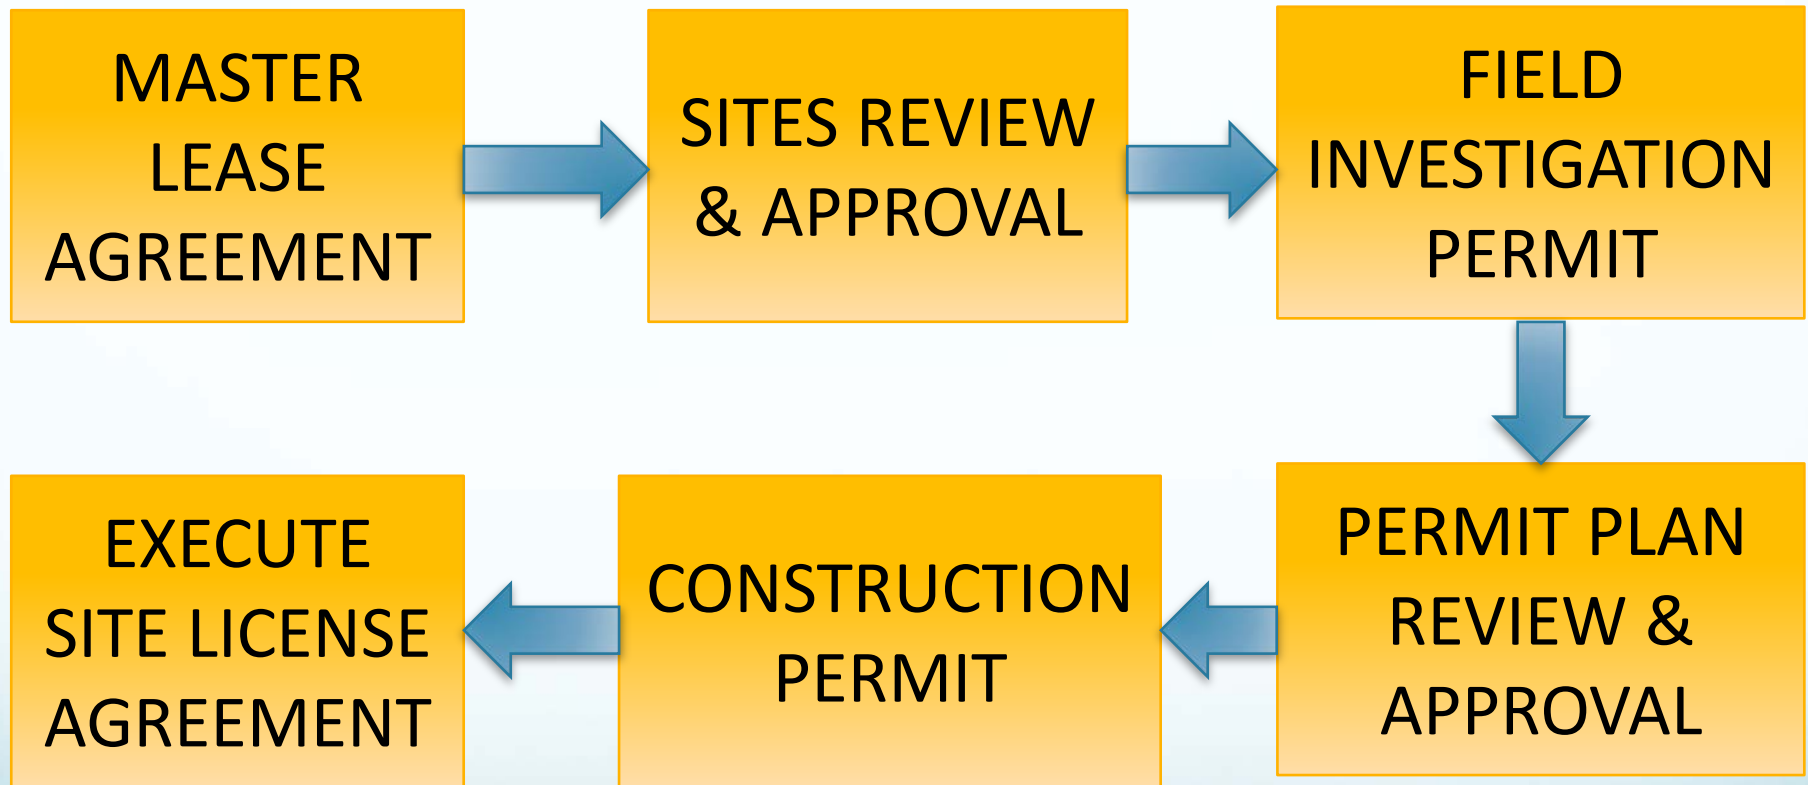 MASTER
LEASE
AGREEMENT
SITES REVIEW
& APPROVAL
FIELD
INVESTIGATION
PERMIT
PERMIT PLAN
REVIEW &
APPROVAL
CONSTRUCTION
PERMIT
EXECUTE
SITE LICENSE
AGREEMENT